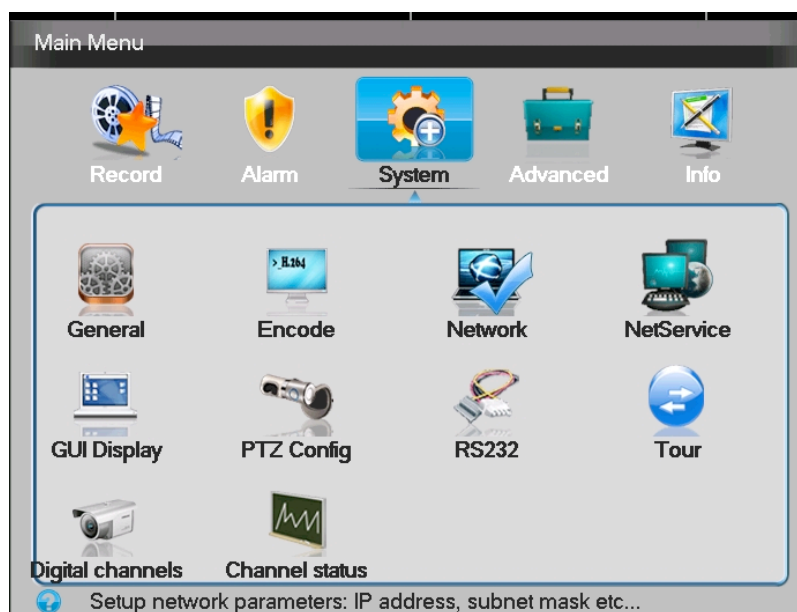 Main Menu
Record Alarm System Advanced Info
>_H.264
General Encode Network NetService
GUI Display PTZ Config RS232 Tour
Digital channels Channel status
Setup network parameters: IP address, subnet mask etc...